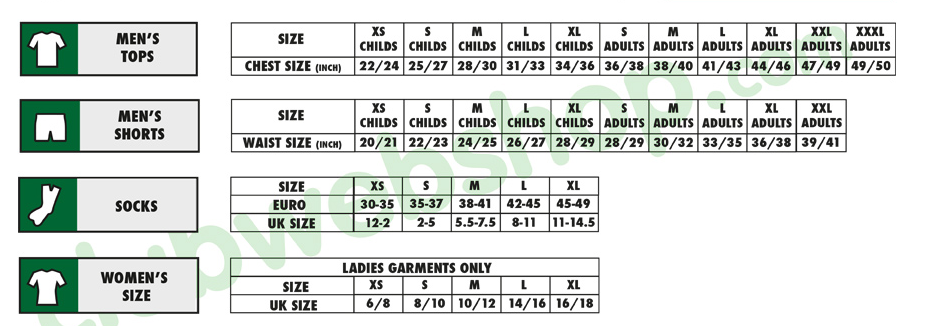 MEN'S TOPS
SIZE XS CHILDS S CHILDS M CHILDS L CHILDS XL CHILDS S ADULTS M ADULTS L ADULTS XL ADULTS XXL ADULTS XXXL ADULTS
CHEST SIZE (INCH) 22/24 25/27 28/30 31/33 34/36 36/38 38/40 41/43 44/46 47/49 49/50
MEN'S SHORTS
SIZE XS CHILDS S CHILDS M CHILDS L CHILDS XL CHILDS S ADULTS M ADULTS L ADULTS XL ADULTS XXL ADULTS
WAIST SIZE (INCH) 20/21 22/23 24/25 26/27 28/29 28/29 30/32 33/35 36/38 39/41
SOCKS
SIZE XS S M L XL
EURO 30-35 35-37 38-41 42-45 45-49
UK SIZE 12-2 2-5 5.5-7.5 8-11 11-14.5
WOMEN'S SIZE
LADIES GARMENTS ONLY
SIZE XS S M L XL
UK SIZE 6/8 8/10 10/12 14/16 16/18
clubwebshop.com